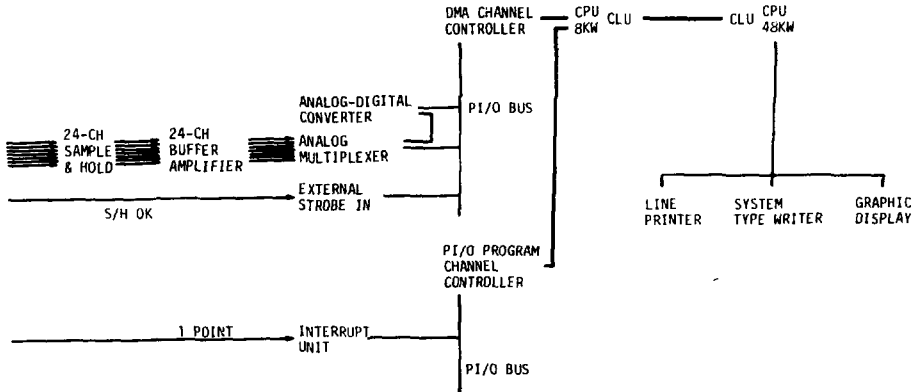 DMA CHANNEL
CONTROLLER
CPU
8KW
CLU
CLU
CPU
48KW
ANALOG-DIGITAL
CONVERTER
PI/O BUS
24-CH
SAMPLE
& HOLD
24-CH
BUFFER
AMPLIFIER
ANALOG
MULTIPLEXER
EXTERNAL
STROBE IN
S/H OK
LINE
PRINTER
SYSTEM
TYPE WRITER
GRAPHIC
DISPLAY
PI/O PROGRAM
CHANNEL
CONTROLLER
1 POINT
INTERRUPT
UNIT
PI/O BUS